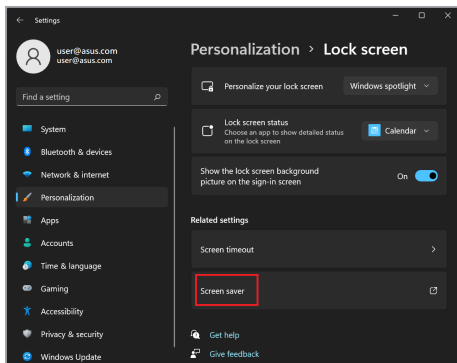 Settings
user@asus.com
user@asus.com
Find a setting
System
Bluetooth & devices
Network & internet
Personalization
Apps
Accounts
Time & language
Gaming
Accessibility
Privacy & security
Windows Update
Personalization > Lock screen
Personalize your lock screen
Windows spotlight
Lock screen status
Choose an app to show detailed status
on the lock screen
Calendar
Show the lock screen background
picture on the sign-in screen
On
Related settings
Screen timeout
Screen saver
Get help
Give feedback